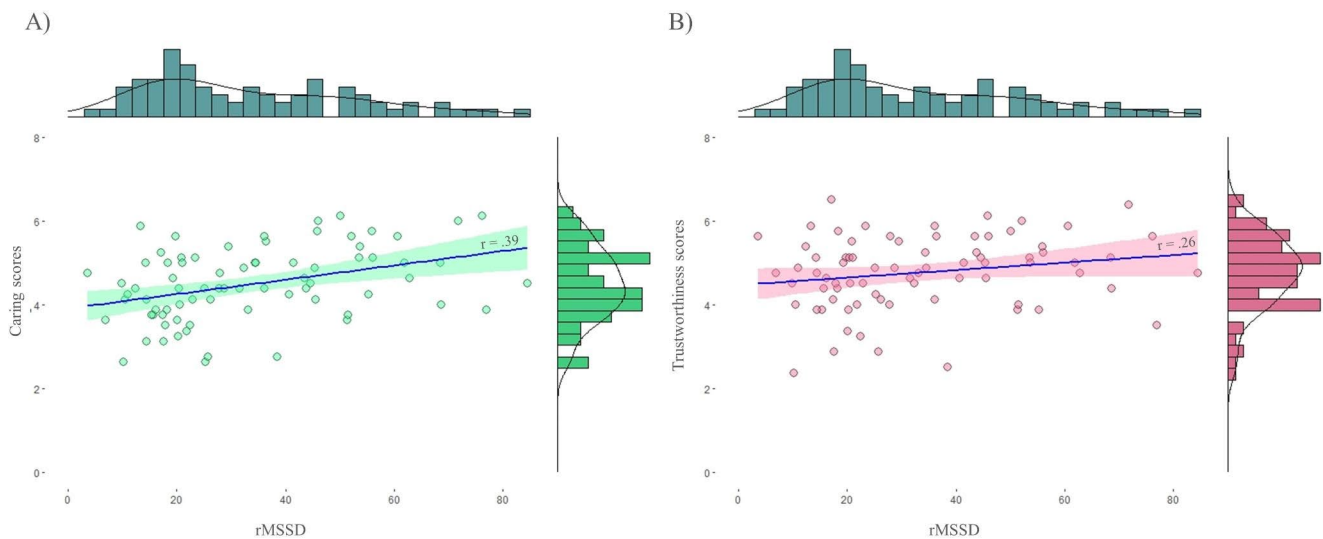 A)
B)
8
6
4
2
0
Caring scores
r = .39
0 20 40 60 80
rMSSD
8
6
4
2
0
Trustworthiness scores
r = .26
0 20 40 60 80
rMSSD